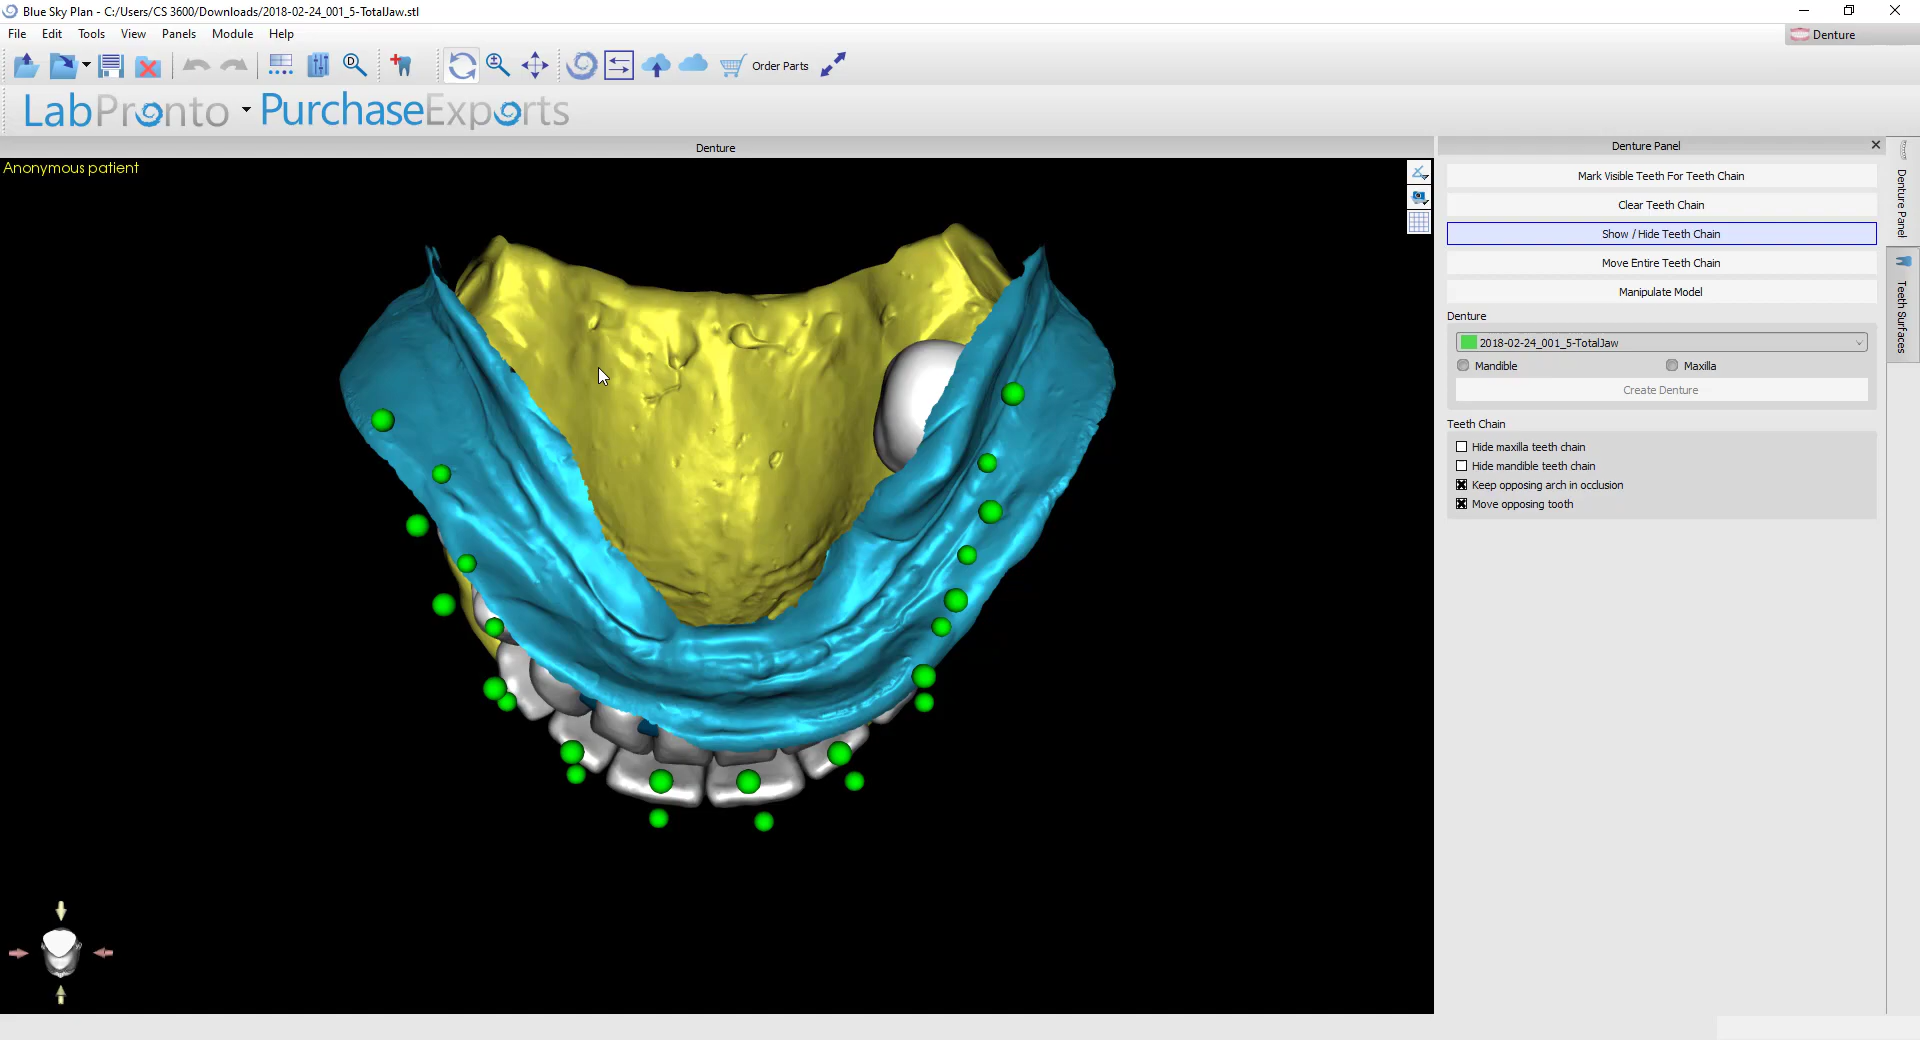 Blue Sky Plan - C:/Users/CS 3600/Downloads/2018-02-24_001_5-TotalJaw.stl
File Edit Tools View Panels Module Help
Denture
D
Order Parts
LabPronto PurchaseExports
Denture
Denture Panel
Anonymous patient
Mark Visible Teeth For Teeth Chain
Clear Teeth Chain
Show / Hide Teeth Chain
Move Entire Teeth Chain
Manipulate Model
Denture
2018-02-24_001_5-TotalJaw
Mandible Maxilla
Create Denture
Teeth Chain
Hide maxilla teeth chain
Hide mandible teeth chain
Keep opposing arch in occlusion
Move opposing tooth
Denture Panel
Teeth Surfaces